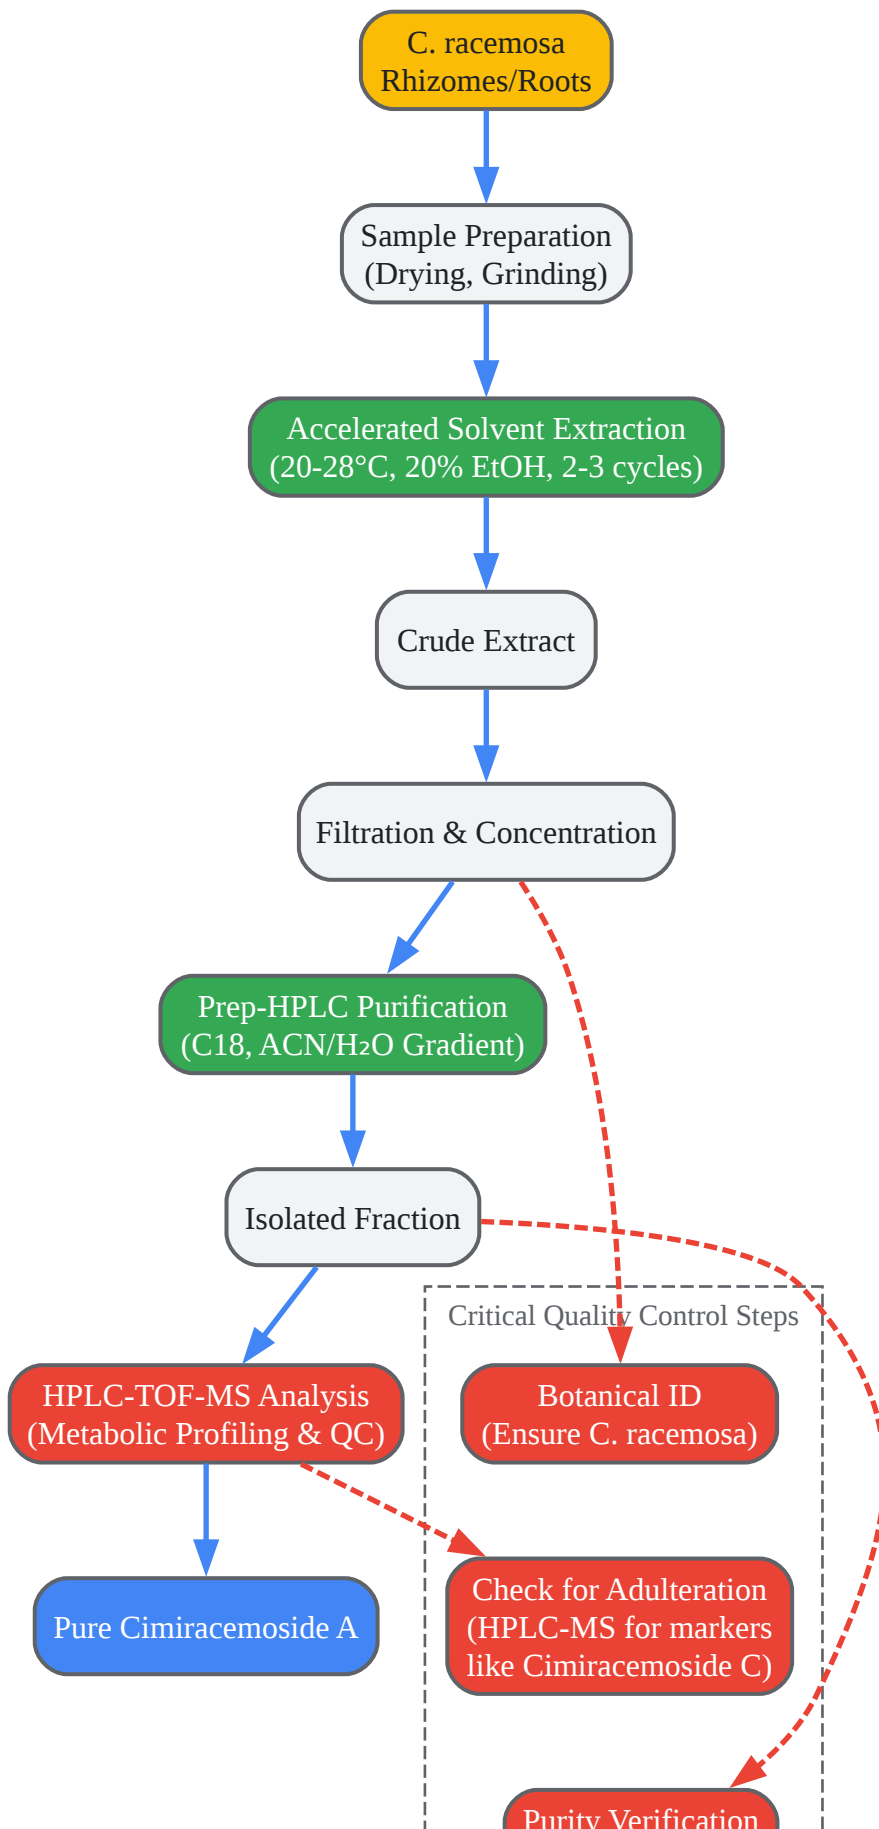 C. racemosa
Rhizomes/Roots
Sample Preparation
(Drying, Grinding)
Accelerated Solvent Extraction
(20-28°C, 20% EtOH, 2-3 cycles)
Crude Extract
Filtration & Concentration
Prep-HPLC Purification
(C18, ACN/H₂O Gradient)
Isolated Fraction
Critical Quality Control Steps
HPLC-TOF-MS Analysis
(Metabolic Profiling & QC)
Botanical ID
(Ensure C. racemosa)
Pure Cimiracemoside A
Check for Adulteration
(HPLC-MS for markers
like Cimiracemoside C)
Purity Verification